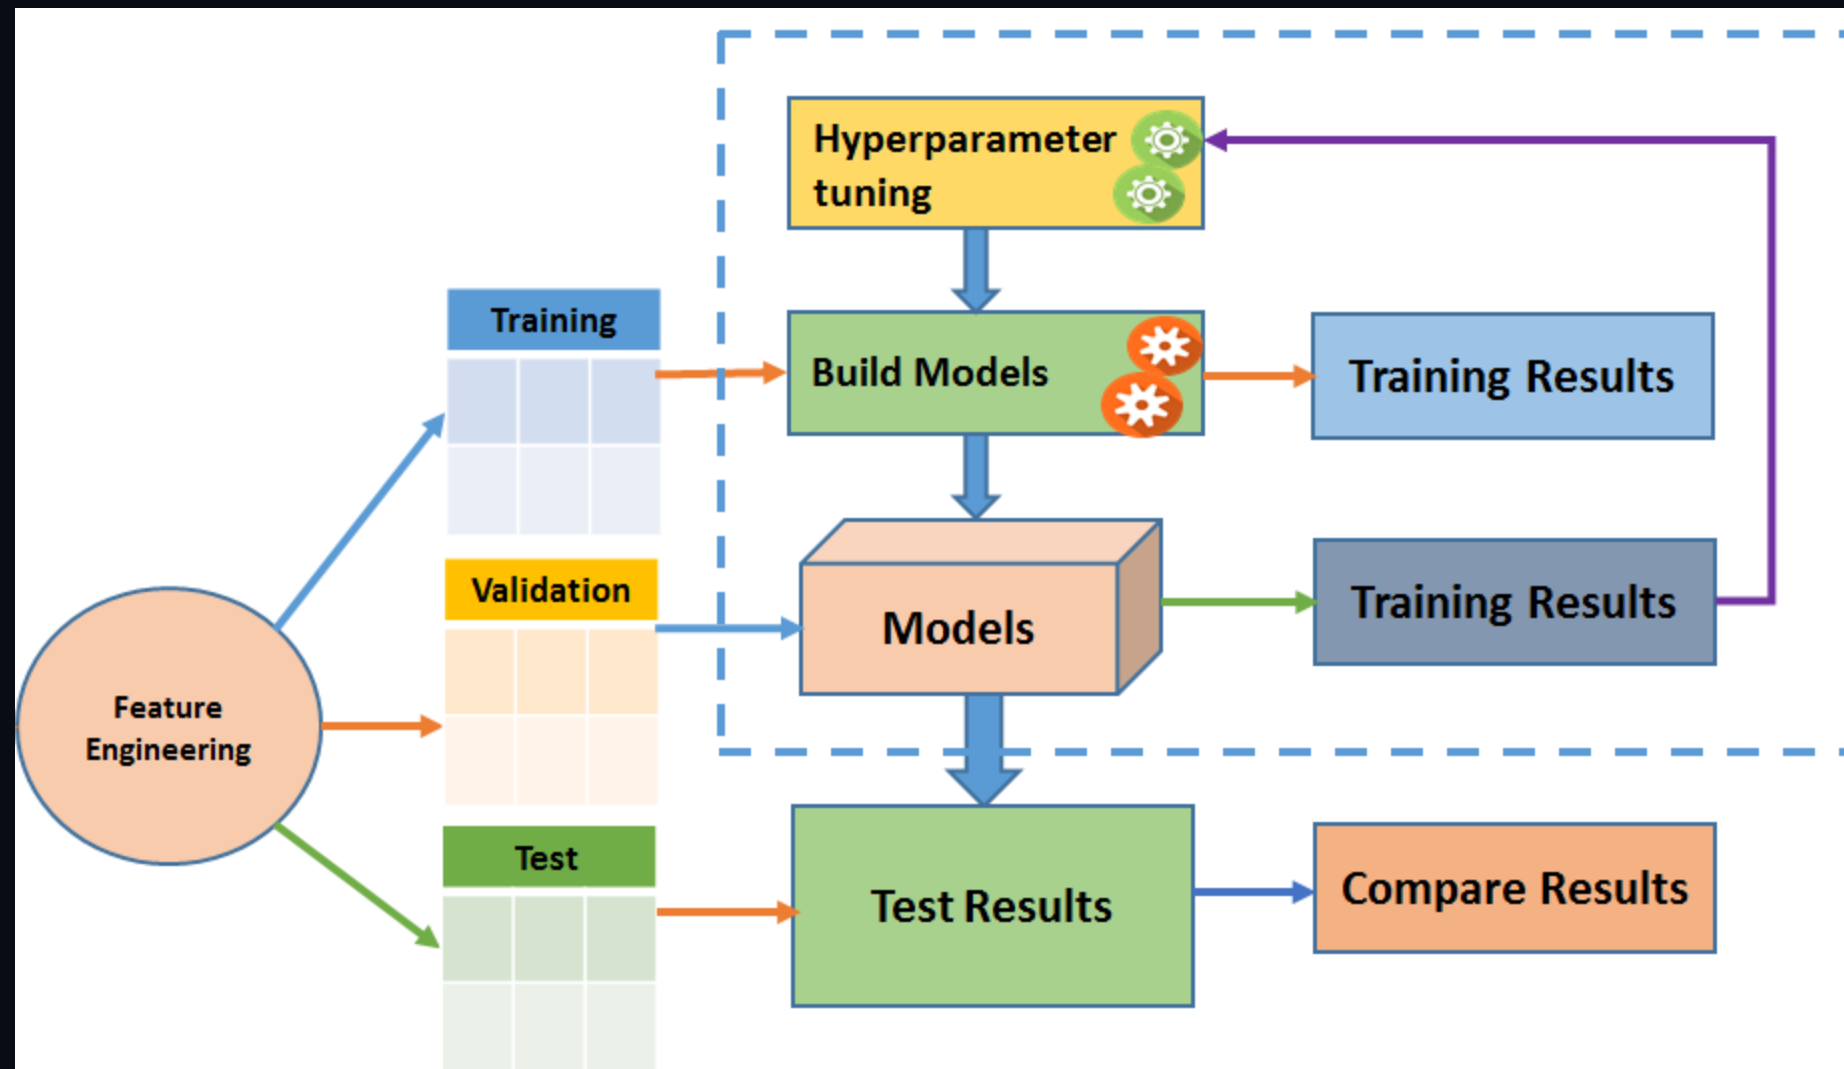 Hyperparameter
tuning
Training
Build Models
Training Results
Validation
Models
Training Results
Feature
Engineering
Test
Test Results
Compare Results